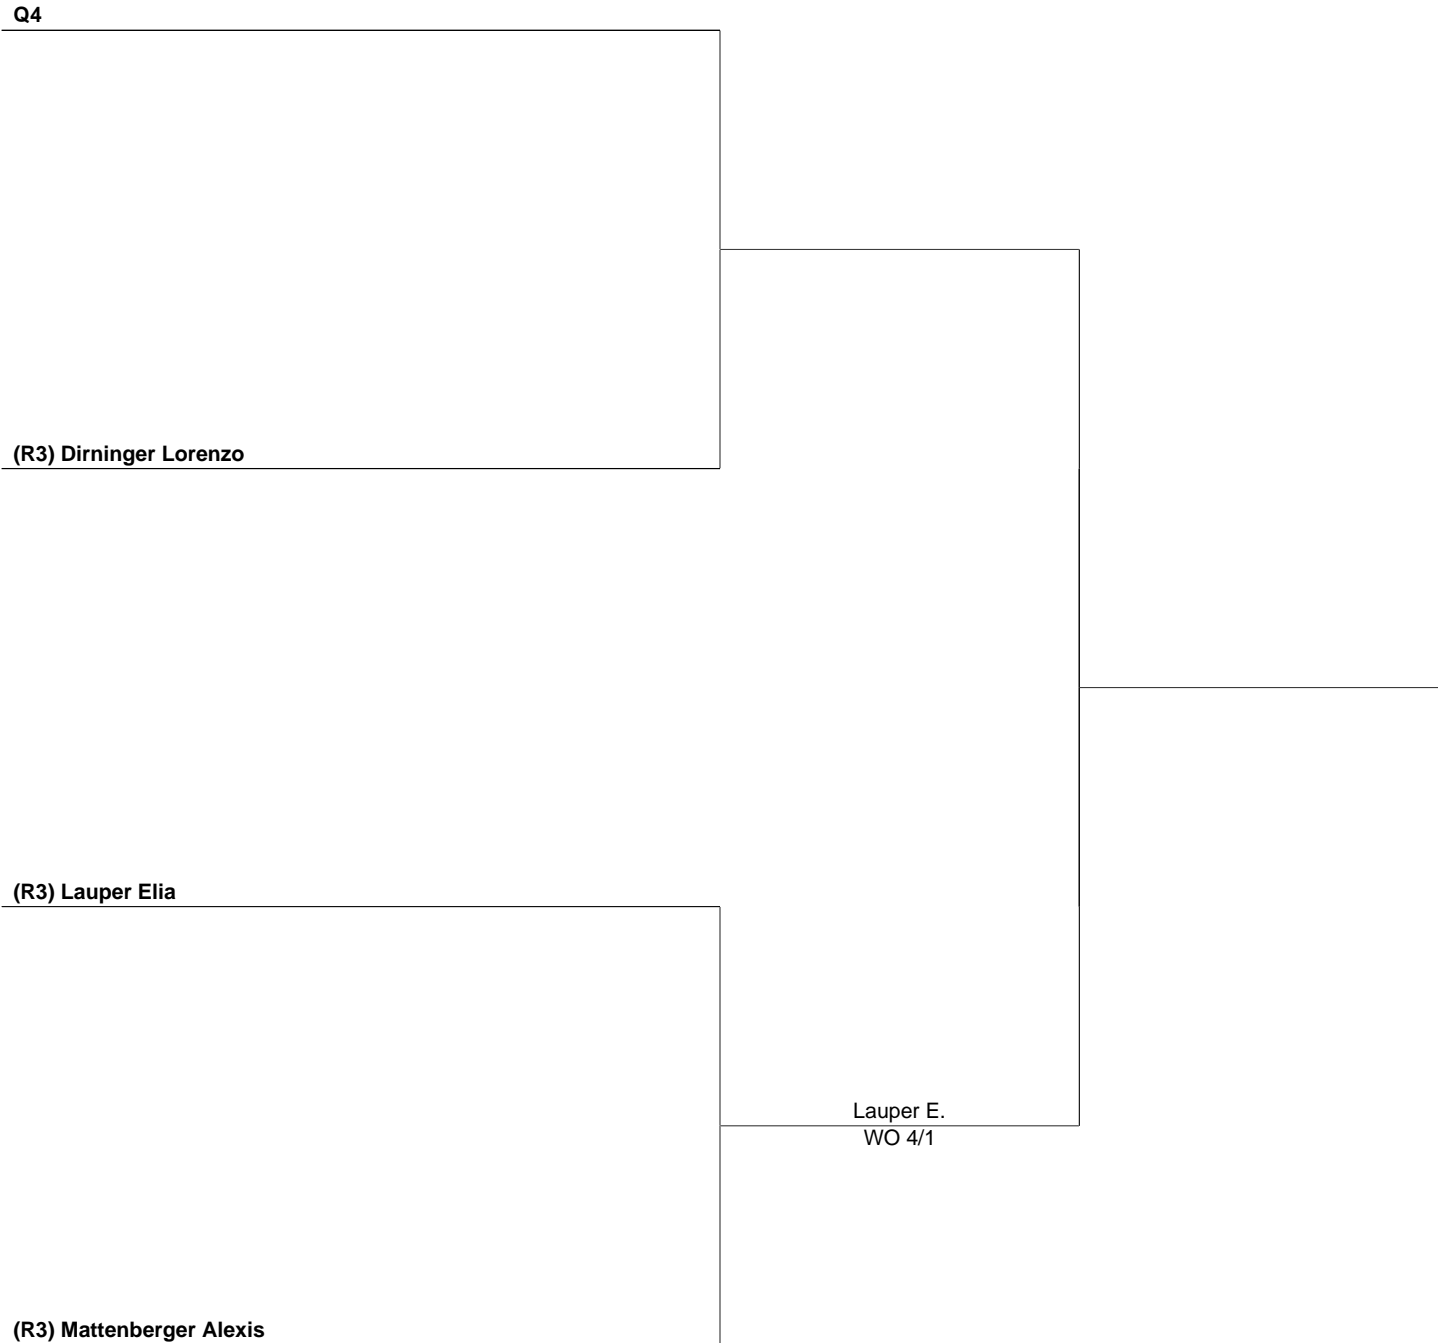 Q4
(R3) Dirninger Lorenzo
(R3) Lauper Elia
Lauper E.
WO 4/1
(R3) Mattenberger Alexis